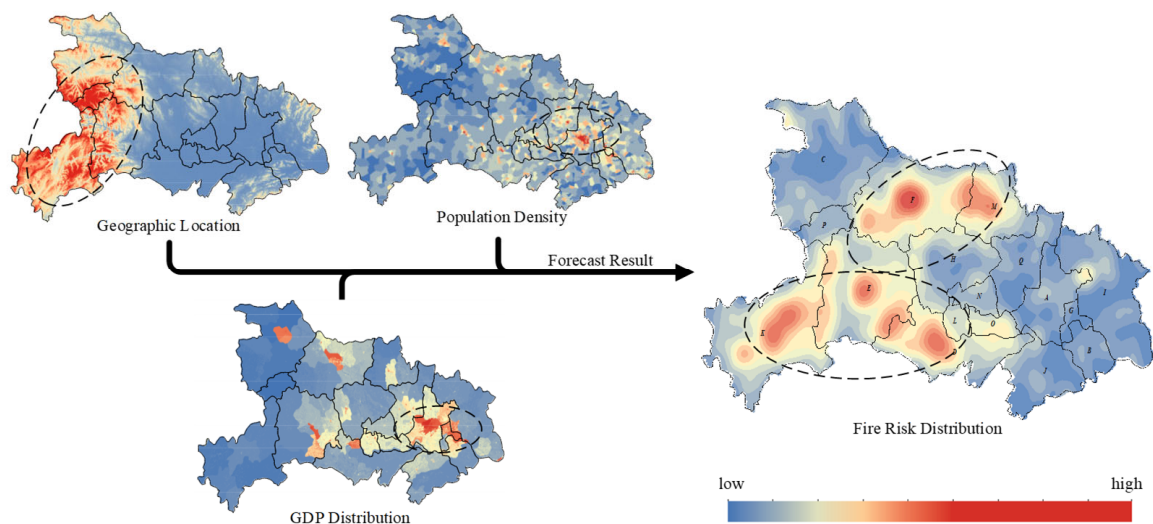 Geographic Location
Population Density
Forecast Result
GDP Distribution
C
F
M
P
H
Q
E
N
A
I
K
L
O
G
B
J
Fire Risk Distribution
low
high